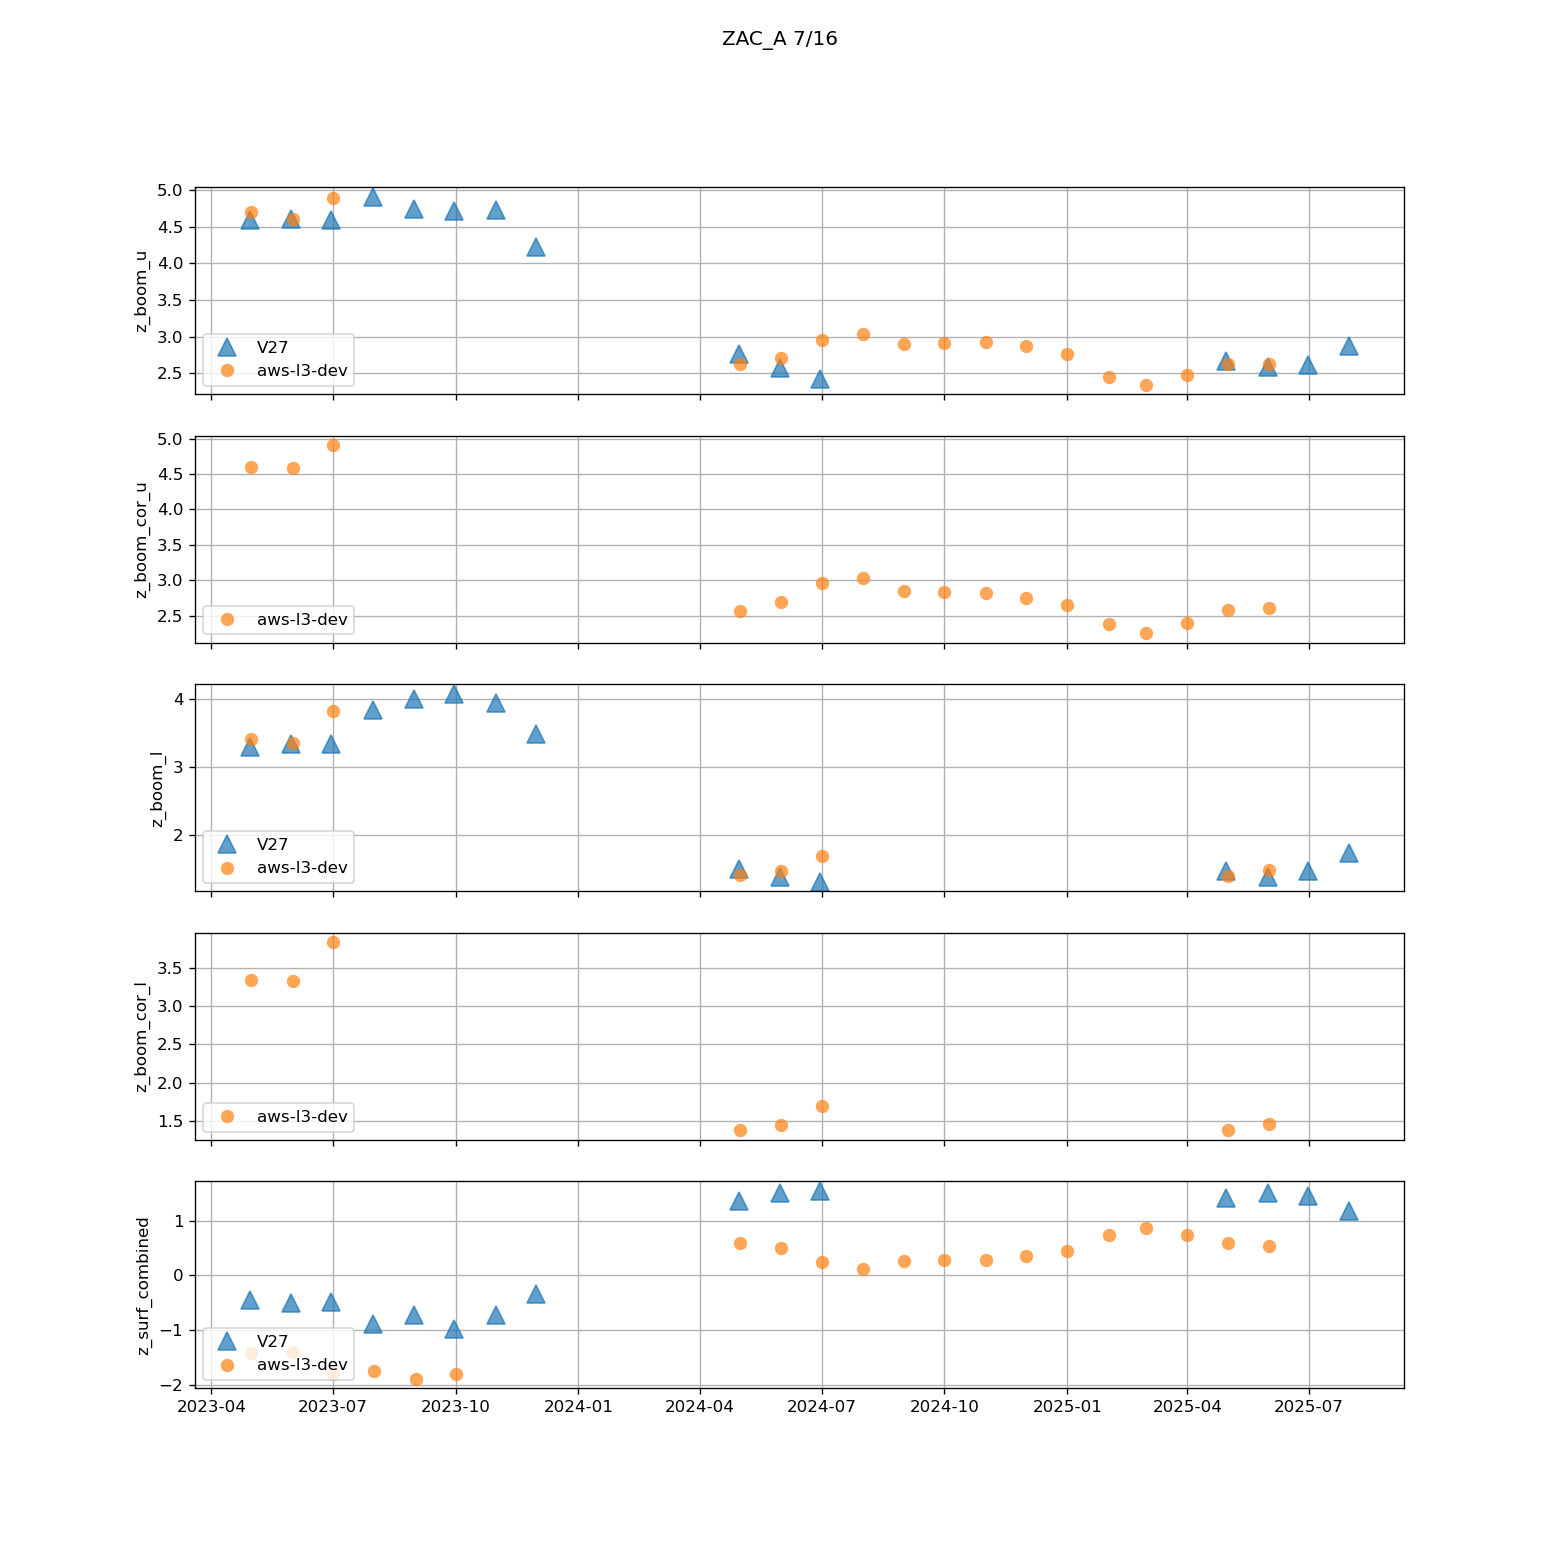 ZAC_A 7/16
z_boom_u
5.0
4.5
4.0
3.5
3.0
2.5
V27
aws-l3-dev
z_boom_cor_u
5.0
4.5
4.0
3.5
3.0
2.5
aws-l3-dev
z_boom_l
4
3
2
V27
aws-l3-dev
z_boom_cor_l
3.5
3.0
2.5
2.0
1.5
aws-l3-dev
z_surf_combined
1
0
−1
−2
V27
aws-l3-dev
2023-04 2023-07 2023-10 2024-01 2024-04 2024-07 2024-10 2025-01 2025-04 2025-07